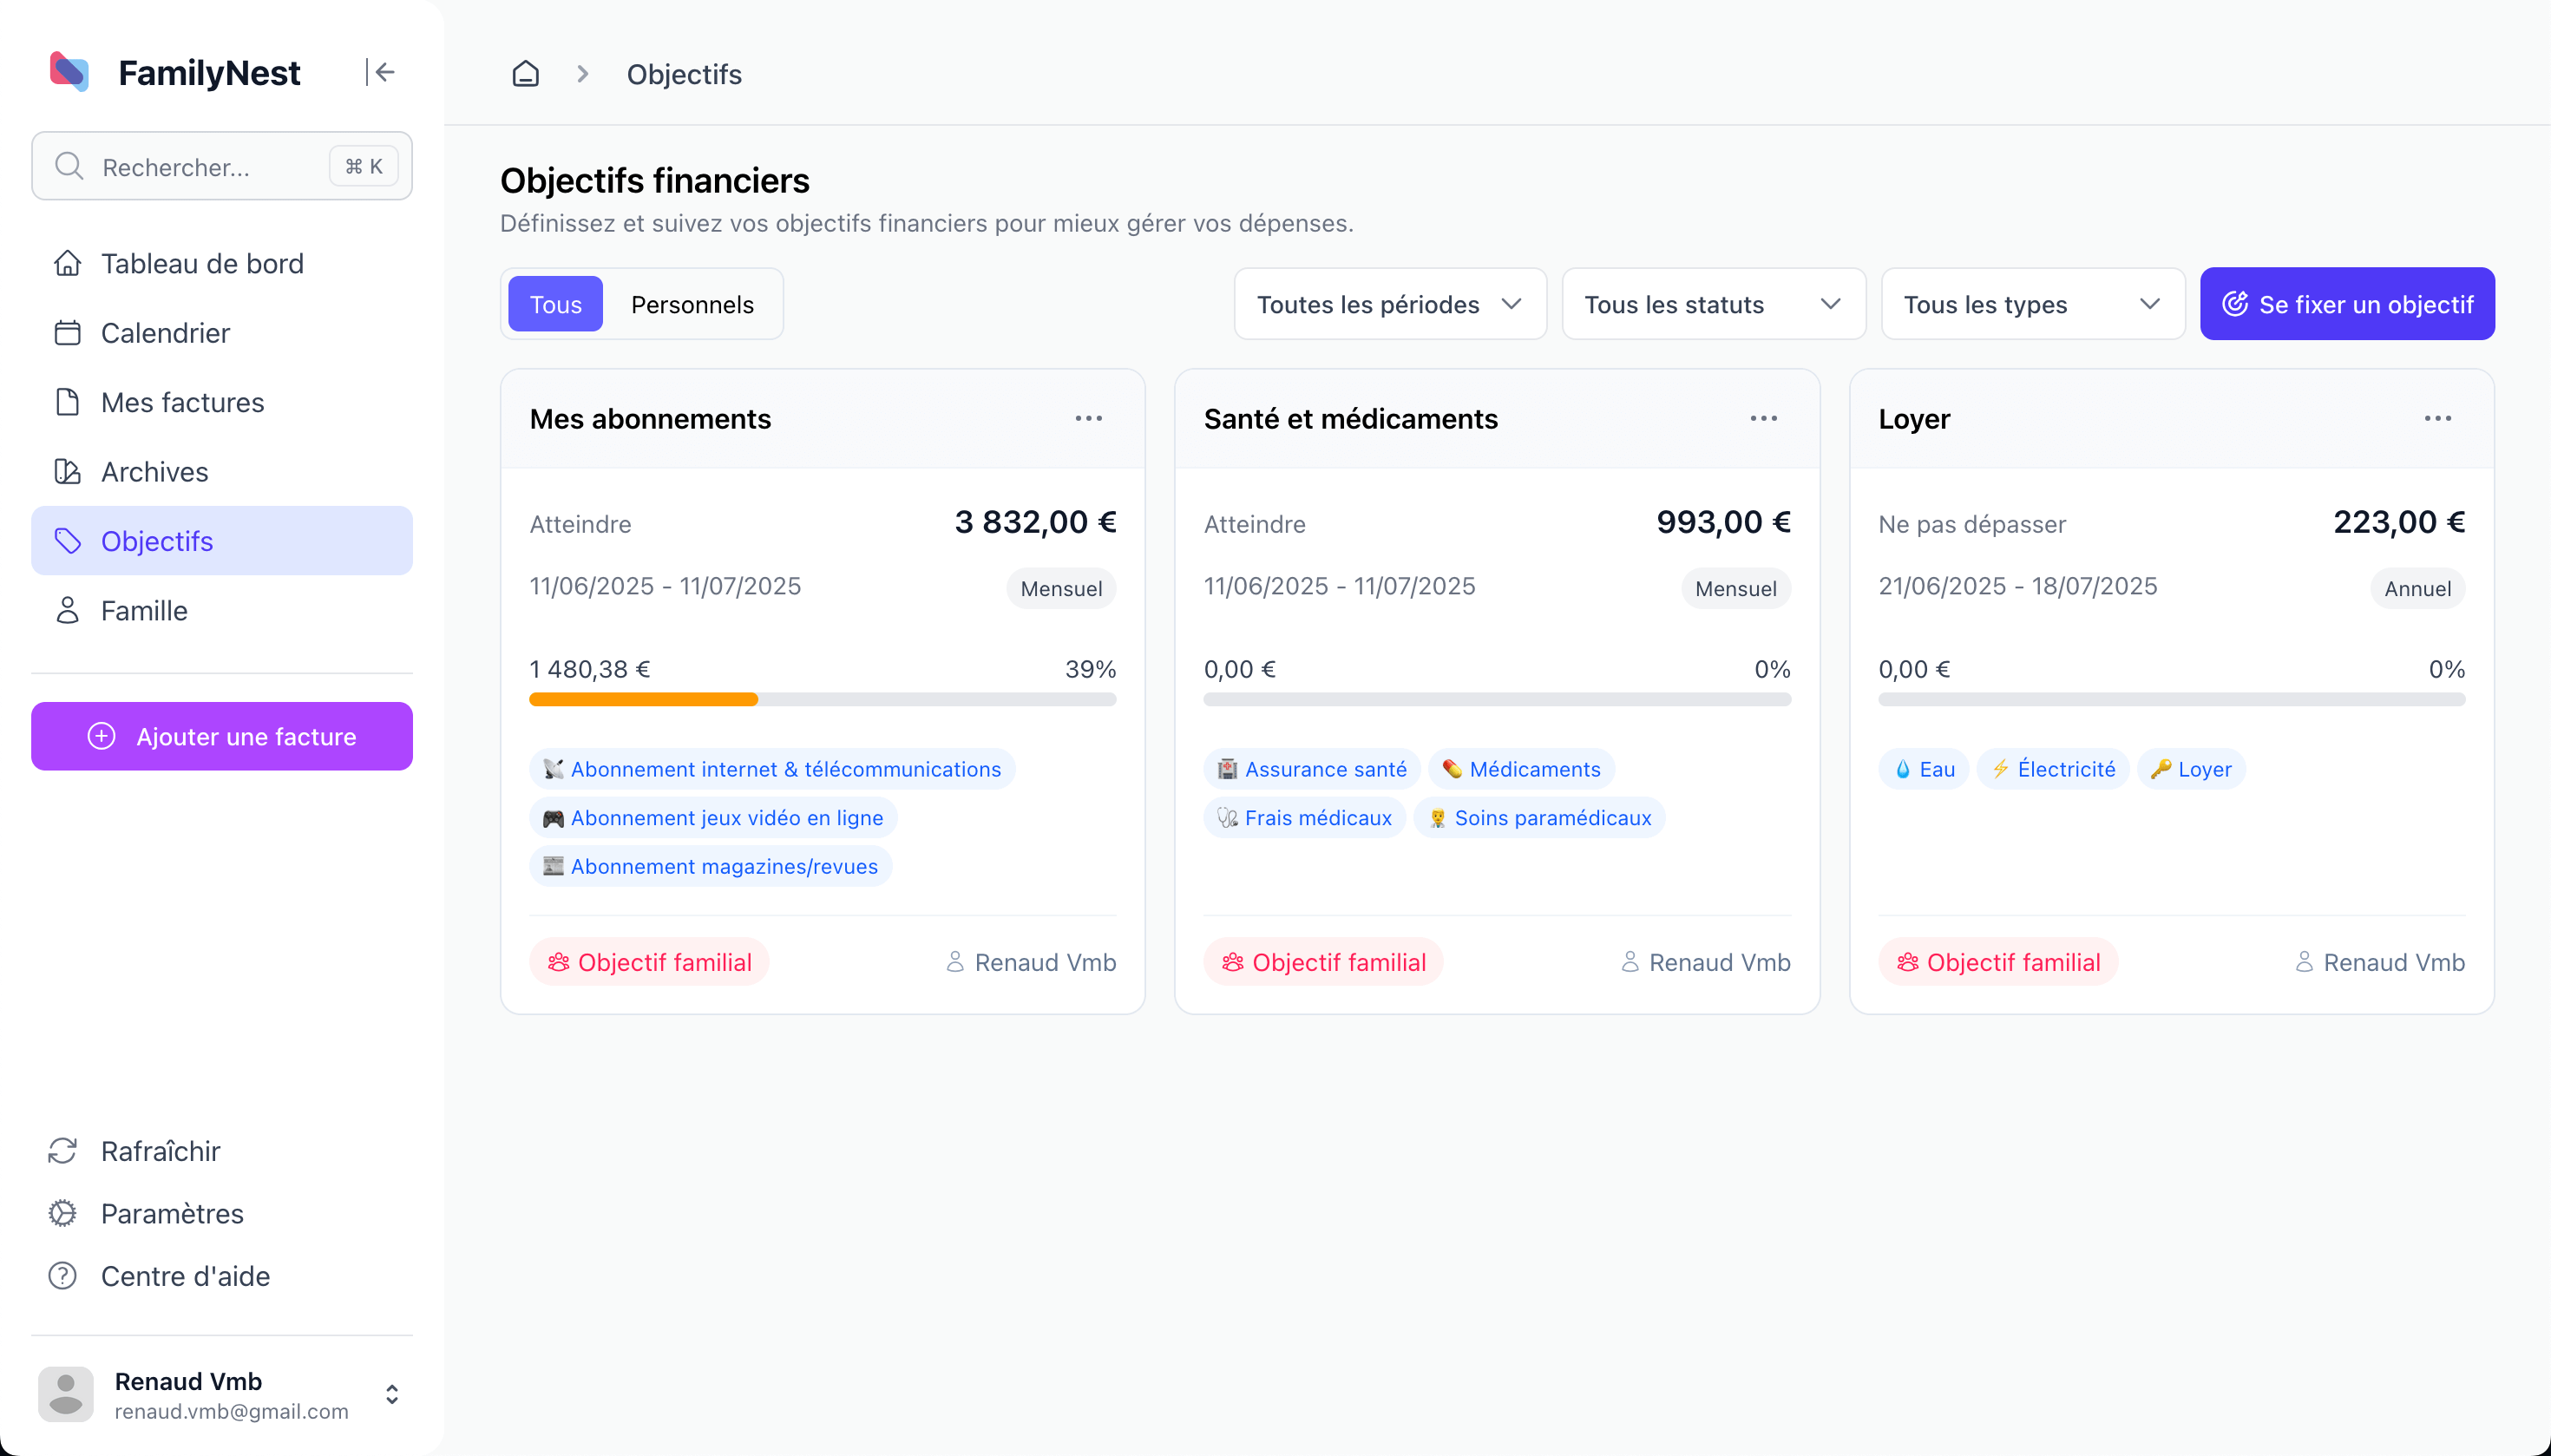 FamilyNest
Rechercher...
⌘ K
Tableau de bord
Calendrier
Mes factures
Archives
Objectifs
Famille
Ajouter une facture
Rafraîchir
Paramètres
Centre d'aide
Renaud Vmb
renaud.vmb@gmail.com
Objectifs
Objectifs financiers
Définissez et suivez vos objectifs financiers pour mieux gérer vos dépenses.
Tous
Personnels
Toutes les périodes
Tous les statuts
Tous les types
Se fixer un objectif
Mes abonnements
Atteindre 3 832,00 €
11/06/2025 - 11/07/2025 Mensuel
1 480,38 € 39%
Abonnement internet & télécommunications
Abonnement jeux vidéo en ligne
Abonnement magazines/revues
Objectif familial Renaud Vmb
Santé et médicaments
Atteindre 993,00 €
11/06/2025 - 11/07/2025 Mensuel
0,00 € 0%
Assurance santé Médicaments
Frais médicaux Soins paramédicaux
Objectif familial Renaud Vmb
Loyer
Ne pas dépasser 223,00 €
21/06/2025 - 18/07/2025 Annuel
0,00 € 0%
Eau Électricité Loyer
Objectif familial Renaud Vmb